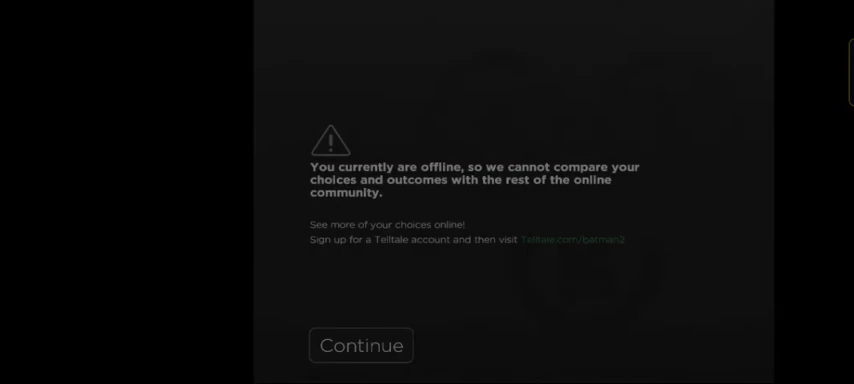 You currently are offline, so we cannot compare your
choices and outcomes with the rest of the online
community.
See more of your choices online!
Sign up for a Telltale account and then visit Telltale.com/batman2
Continue